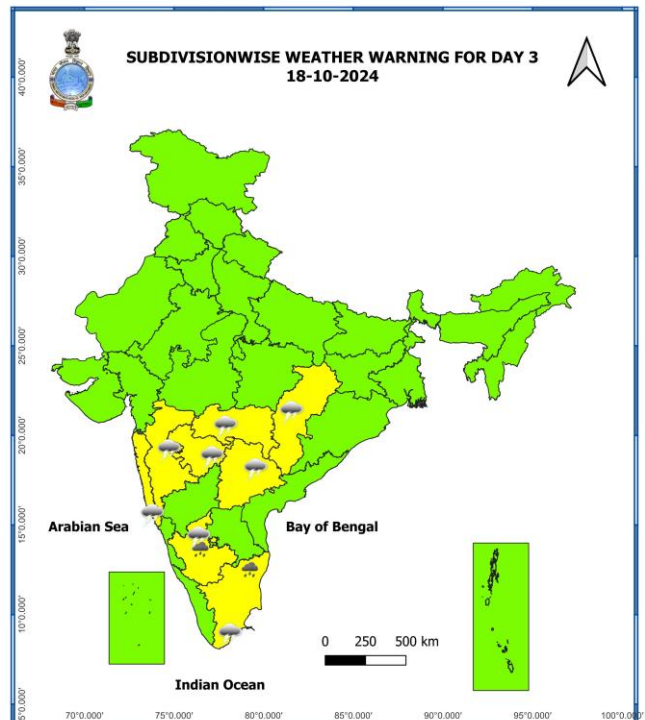 SUBDIVISIONWISE WEATHER WARNING FOR DAY 3
18-10-2024
40°0.000'
35°0.000'
30°0.000'
25°0.000'
20°0.000'
15°0.000'
10°0.000'
5°0.000'
Arabian Sea
Bay of Bengal
0 250 500 km
Indian Ocean
70°0.000' 75°0.000' 80°0.000' 85°0.000' 90°0.000' 95°0.000' 100°0.000'